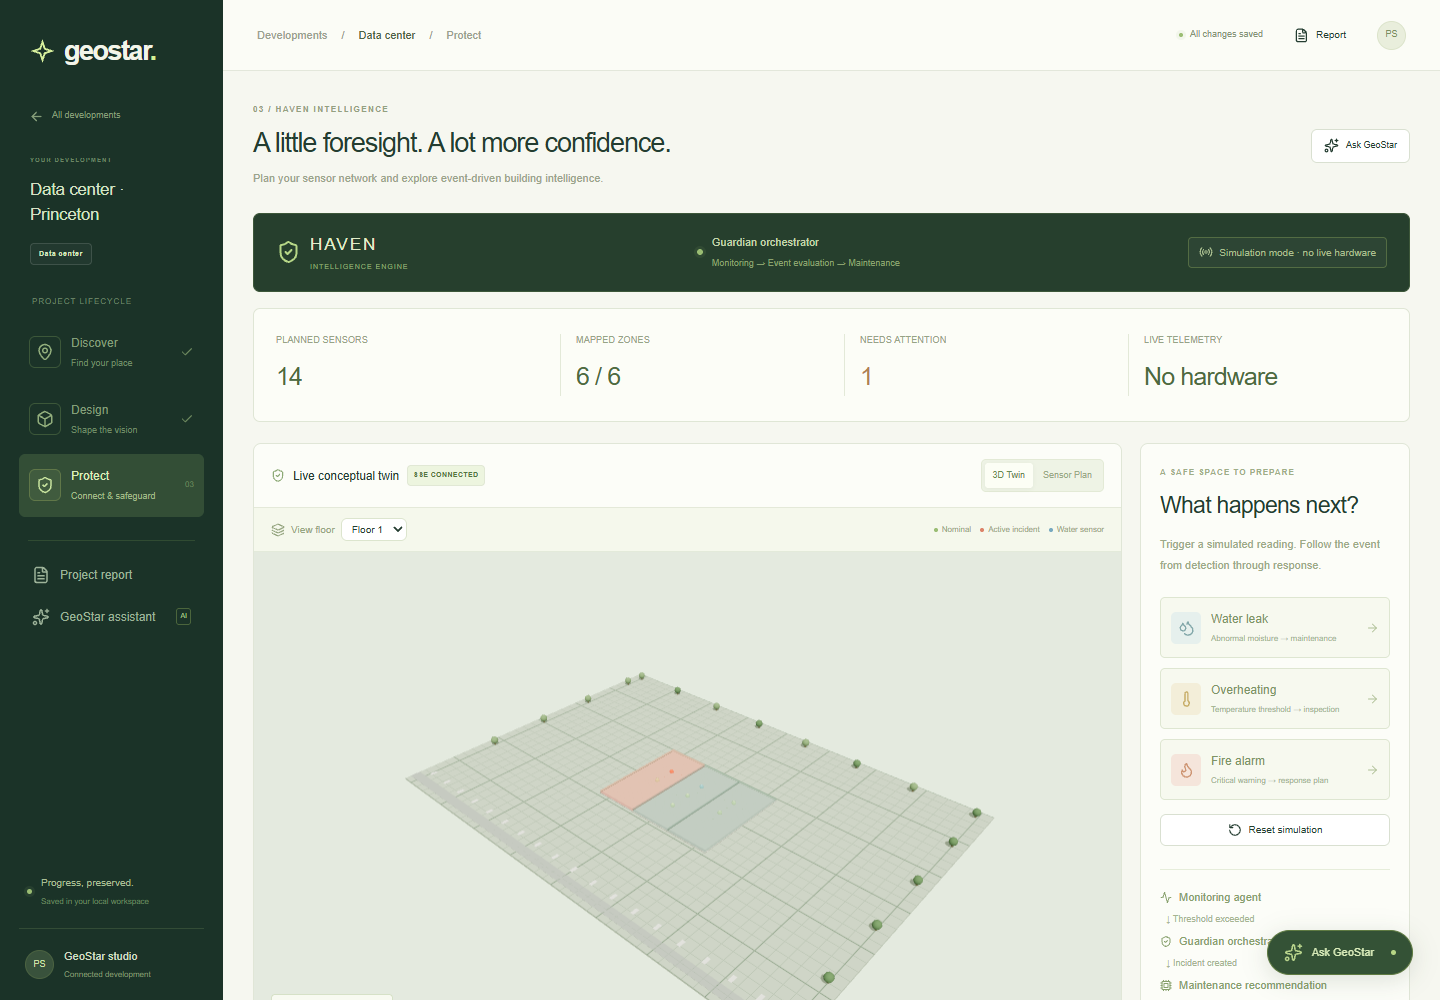 geostar.
All developments
YOUR DEVELOPMENT
Data center ·
Princeton
Data center
PROJECT LIFECYCLE
Discover
Find your place
Design
Shape the vision
Protect
Connect & safeguard
03
Project report
GeoStar assistant
AI
Progress, preserved.
Saved in your local workspace
PS
GeoStar studio
Connected development
Developments / Data center / Protect
All changes saved
Report
PS
03 / HAVEN INTELLIGENCE
A little foresight. A lot more confidence.
Plan your sensor network and explore event-driven building intelligence.
Ask GeoStar
HAVEN
INTELLIGENCE ENGINE
Guardian orchestrator
Monitoring → Event evaluation → Maintenance
Simulation mode · no live hardware
PLANNED SENSORS
14
MAPPED ZONES
6 / 6
NEEDS ATTENTION
1
LIVE TELEMETRY
No hardware
Live conceptual twin
CONNECTED
3D Twin
Sensor Plan
View floor
Floor 1
Nominal
Active incident
Water sensor
A SAFE SPACE TO PREPARE
What happens next?
Trigger a simulated reading. Follow the event
from detection through response.
Water leak
Abnormal moisture → maintenance
Overheating
Temperature threshold → inspection
Fire alarm
Critical warning → response plan
Reset simulation
Monitoring agent
↓ Threshold exceeded
Guardian orchestra
↓ Incident created
Maintenance recommendation
Ask GeoStar